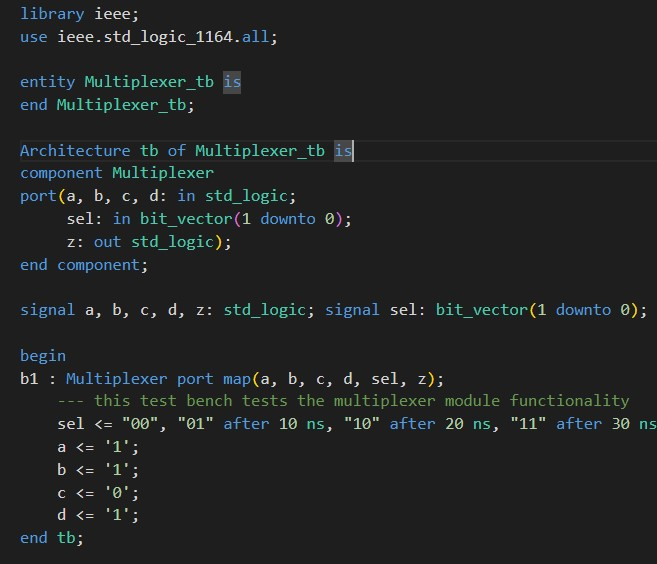 library ieee;
use ieee.std_logic_1164.all;
entity Multiplexer_tb is
end Multiplexer_tb;
Architecture tb of Multiplexer_tb is
component Multiplexer
port(a, b, c, d: in std_logic;
sel: in bit_vector(1 downto 0);
z: out std_logic);
end component;
signal a, b, c, d, z: std_logic; signal sel: bit_vector(1 downto 0);
begin
b1 : Multiplexer port map(a, b, c, d, sel, z);
--- this test bench tests the multiplexer module functionality
sel <= "00", "01" after 10 ns, "10" after 20 ns, "11" after 30 ns
a <= '1';
b <= '1';
c <= '0';
d <= '1';
end tb;